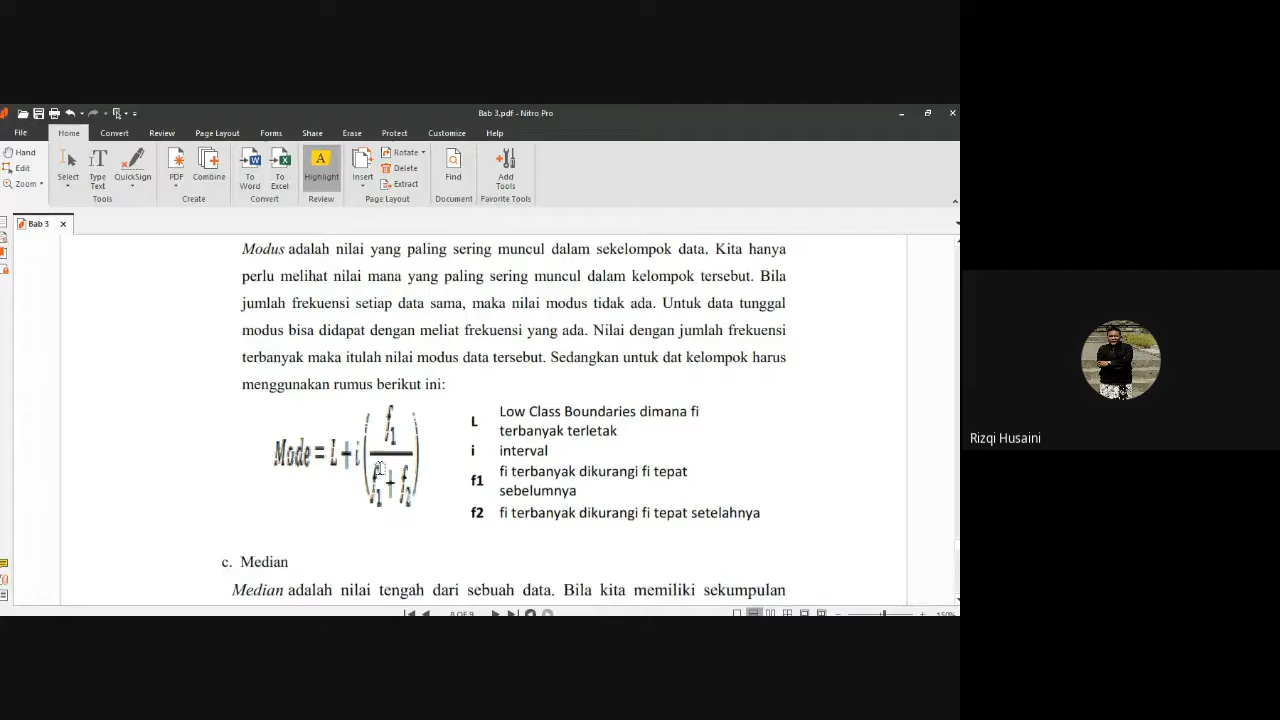 Bab 3.pdf - Nitro Pro
File Home Convert Review Page Layout Forms Share Erase Protect Customize Help
Hand
Edit
Zoom
Select Type Text QuickSign
Tools
PDF Combine
Create
To Word To Excel
Convert
Highlight
Review
Insert Rotate
Delete
Extract
Page Layout
Find
Document
Add Tools
Favorite Tools
Bab 3
Modus adalah nilai yang paling sering muncul dalam sekelompok data. Kita hanya
perlu melihat nilai mana yang paling sering muncul dalam kelompok tersebut. Bila
jumlah frekuensi setiap data sama, maka nilai modus tidak ada. Untuk data tunggal
modus bisa didapat dengan meliat frekuensi yang ada. Nilai dengan jumlah frekuensi
terbanyak maka itulah nilai modus data tersebut. Sedangkan untuk dat kelompok harus
menggunakan rumus berikut ini:
Mode = L + i ( f1 / f1 + f2 )
L Low Class Boundaries dimana fi
terbanyak terletak
i interval
f1 fi terbanyak dikurangi fi tepat
sebelumnya
f2 fi terbanyak dikurangi fi tepat setelahnya
c. Median
Median adalah nilai tengah dari sebuah data. Bila kita memiliki sekumpulan
8 OF 9
150%
Rizqi Husaini